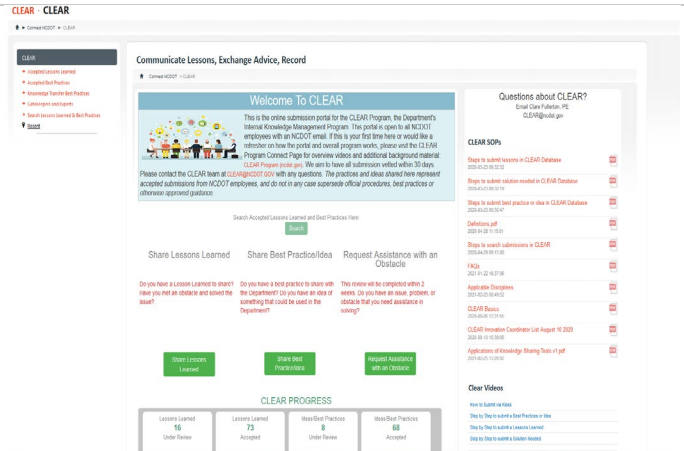 CLEAR · CLEAR
Connect NCDOT ► CLEAR
CLEAR
Accepted Lessons Learned
Accepted Best Practices
Knowledge Transfer Best Practices
Gatekeepers and Experts
Search Lessons Learned & Best Practices
Recent
Communicate Lessons, Exchange Advice, Record
Connect NCDOT > CLEAR
Welcome To CLEAR
This is the online submission portal for the CLEAR Program, the Department's
Internal Knowledge Management Program. This portal is open to all NCDOT
employees with an NCDOT email. If this is your first time here or would like a
refresher on how the portal and overall program works, please visit the CLEAR
Program Connect Page for overview videos and additional background material:
CLEAR Program (ncdot.gov). We aim to have all submission vetted within 30 days.
Please contact the CLEAR team at CLEAR@NCDOT.GOV with any questions. The practices and ideas shared here represent
accepted submissions from NCDOT employees, and do not in any case supersede official procedures, best practices or
otherwise approved guidance
Search Accepted Lessons Learned and Best Practices Here:
Search
Share Lessons Learned
Do you have a Lesson Learned to share?
Have you met an obstacle and solved the
issue?
Share Lessons
Learned
Share Best Practice/Idea
Do you have a best practice to share with
the Department? Do you have an idea of
something that could be used in the
Department?
Share Best
Practice/Idea
Request Assistance with an
Obstacle
This review will be completed within 2
weeks. Do you have an issue, problem, or
obstacle that you need assistance in
solving?
Request Assistance
with an Obstacle
CLEAR PROGRESS
Lessons Learned
16
Under Review
Lessons Learned
73
Accepted
Ideas/Best Practices
8
Under Review
Ideas/Best Practices
68
Accepted
Questions about CLEAR?
Email Clare Fullerton, PE
CLEAR@ncdot.gov
CLEAR SOPs
Steps to submit lessons in CLEAR Database
Steps to submit solution needed in CLEAR Database
Steps to submit best practice or idea in CLEAR Database
Definitions.pdf
Steps to search submissions in CLEAR
FAQs
Applicable Disciplines
CLEAR Basics
CLEAR Innovation Coordinator List August 10 2020
Applications of Knowledge Sharing Tools v1.pdf
Clear Videos
How to Submit via Kiosk
Step by Step to submit a Best Practices or Idea
Step by Step to submit a Lessons Learned
Step by Step to submit a Solution Needed